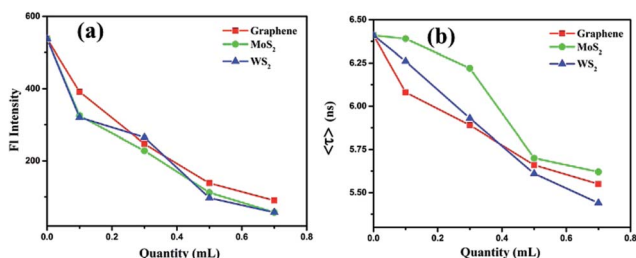 (a)
Graphene
MoS₂
WS₂
600
400
200
Fl Intensity
0.0 0.2 0.4 0.6 0.8
Quantity (mL)
(b)
Graphene
MoS₂
WS₂
6.50
6.25
6.00
5.75
5.50
<τ> (ns)
0.0 0.2 0.4 0.6 0.8
Quantity (mL)